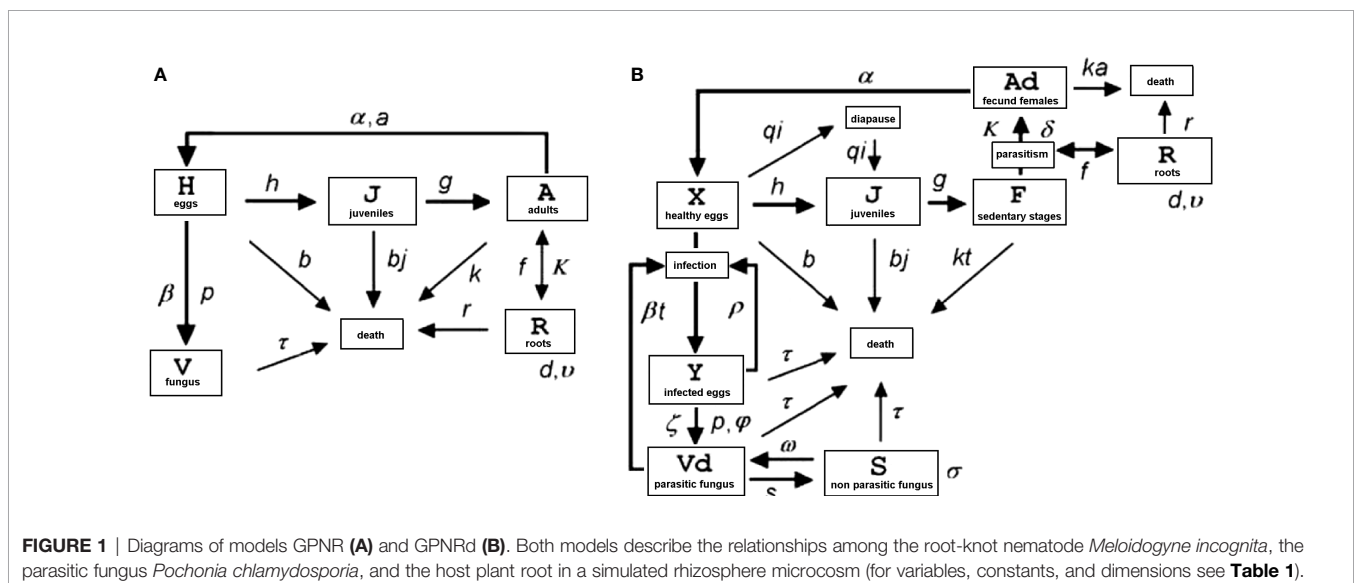 A
α, a
H
eggs
h
J
juveniles
g
A
adults
β
p
b
bj
k
f
K
V
fungus
τ
death
r
R
roots
d,υ
B
α
Ad
fecund females
ka
death
diapause
qi
qi
K
δ
parasitism
f
r
R
roots
d,υ
X
healthy eggs
h
J
juveniles
g
F
sedentary stages
infection
b
bj
kt
βt
ρ
death
Y
infected eggs
τ
ζ
p, φ
τ
τ
Vd
parasitic fungus
ω
s
S
non parasitic fungus
σ
FIGURE 1 | Diagrams of models GPNR (A) and GPNRd (B). Both models describe the relationships among the root-knot nematode Meloidogyne incognita, the
parasitic fungus Pochonia chlamydosporia, and the host plant root in a simulated rhizosphere microcosm (for variables, constants, and dimensions see Table 1).